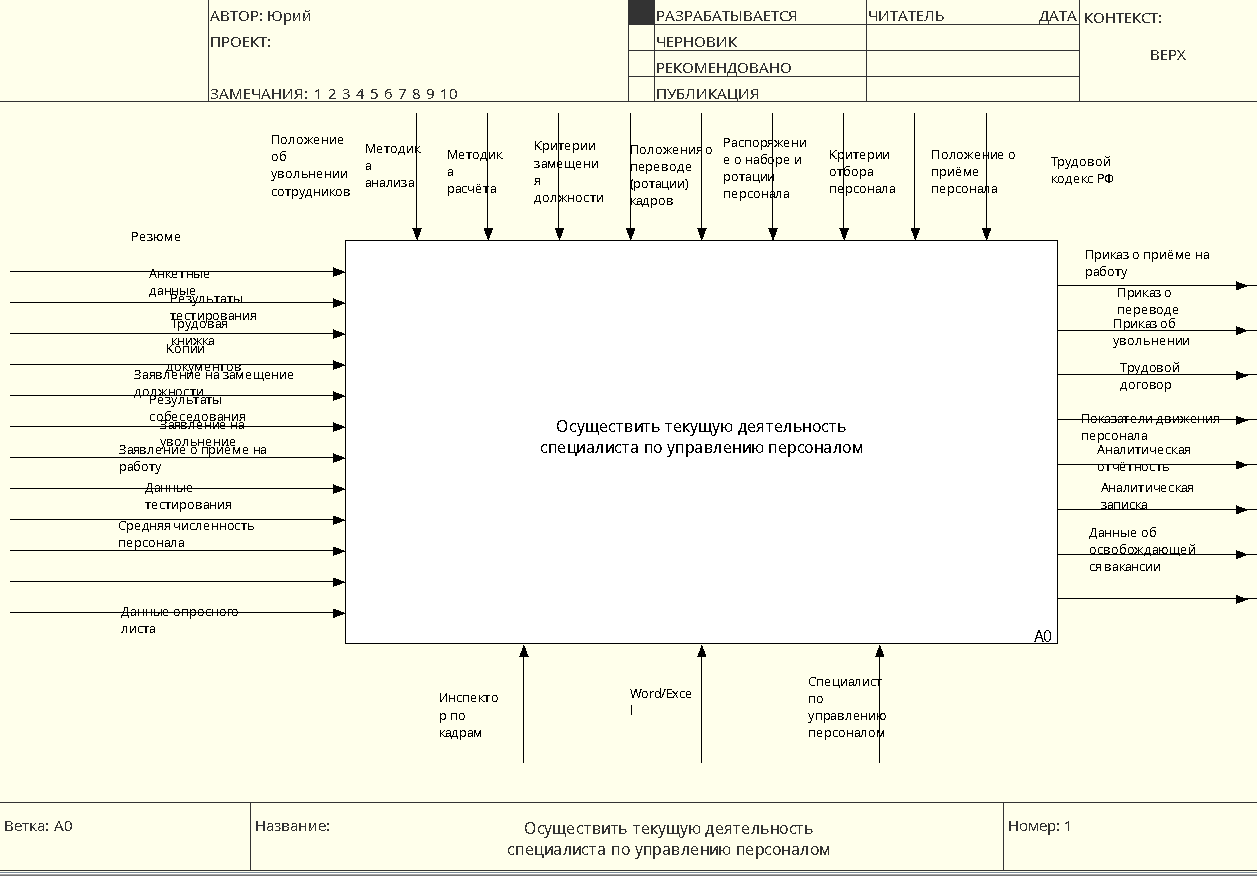 АВТОР: Юрий
ПРОЕКТ:
ЗАМЕЧАНИЯ: 1 2 3 4 5 6 7 8 9 10
РАЗРАБАТЫВАЕТСЯ
ЧЕРНОВИК
РЕКОМЕНДОВАНО
ПУБЛИКАЦИЯ
ЧИТАТЕЛЬ
ДАТА
КОНТЕКСТ:
ВЕРХ
Положение
об
увольнении
сотрудников
Методик
а
анализа
Методик
а
расчёта
Критерии
замещени
я
должности
Положения о
переводе
(ротации)
кадров
Распоряжени
е о наборе и
ротации
персонала
Критерии
отбора
персонала
Положение о
приёме
персонала
Трудовой
кодекс РФ
Резюме
Анкетные
данные
Результаты
тестирования
Трудовая
книжка
Копии
документов
Заявление на замещение
должности
Результаты
собеседования
Заявление на
увольнение
Заявление о приёме на
работу
Данные
тестирования
Средняя численность
персонала
Данные опросного
листа
Осуществить текущую деятельность
специалиста по управлению персоналом
A0
Приказ о приёме на
работу
Приказ о
переводе
Приказ об
увольнении
Трудовой
договор
Показатели движения
персонала
Аналитическая
отчётность
Аналитическая
записка
Данные об
освобождающей
ся вакансии
Инспекто
р по
кадрам
Word/Exce
l
Специалист
по
управлению
персоналом
Ветка: A0
Название:
Осуществить текущую деятельность
специалиста по управлению персоналом
Номер: 1